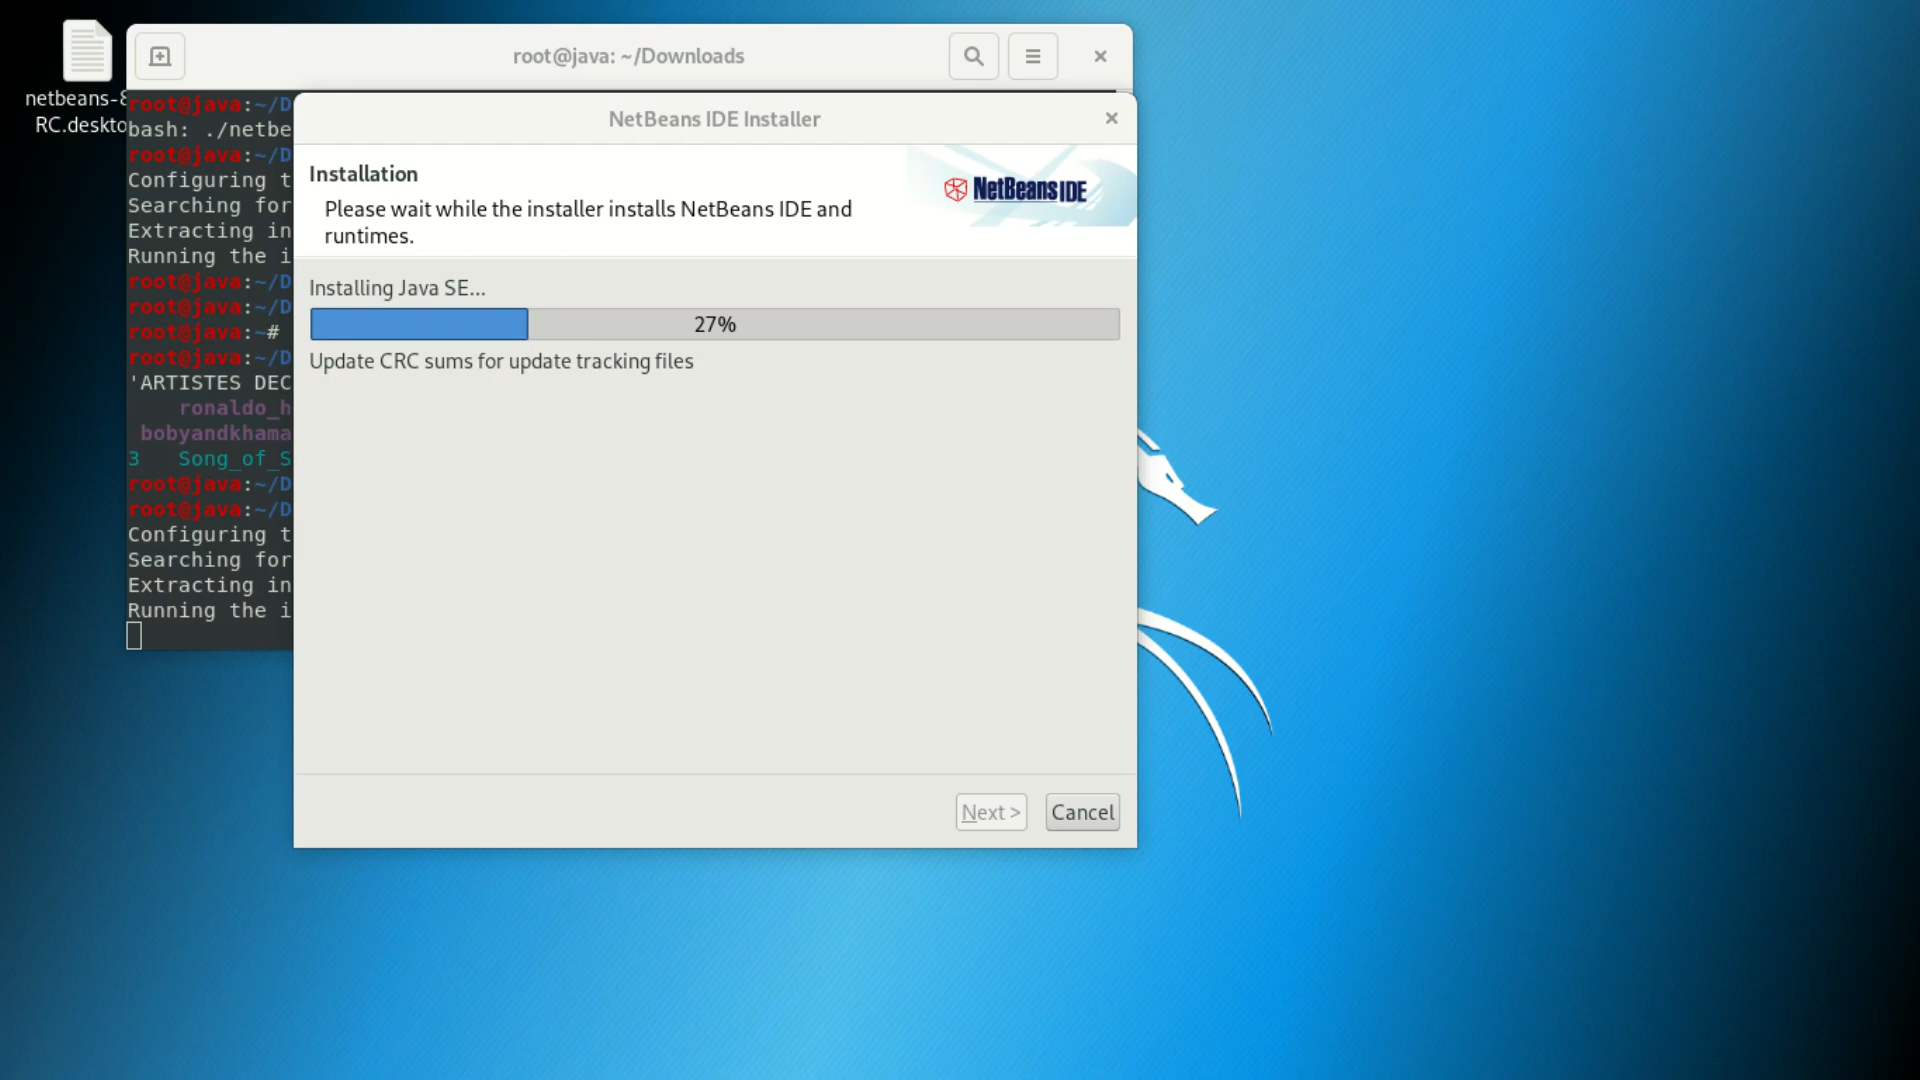 netbeans-8
RC.deskto
root@java: ~/Downloads
root@java:~/D
bash: ./netbe
root@java:~/D
Configuring t
Searching for
Extracting in
Running the i
root@java:~/D
root@java:~/D
root@java:~#
root@java:~/D
'ARTISTES DEC
ronaldo_h
bobyandkhama
3 Song_of_S
root@java:~/D
root@java:~/D
Configuring t
Searching for
Extracting in
Running the i
NetBeans IDE Installer
Installation
Please wait while the installer installs NetBeans IDE and
runtimes.
NetBeans IDE
Installing Java SE...
27%
Update CRC sums for update tracking files
Next >
Cancel